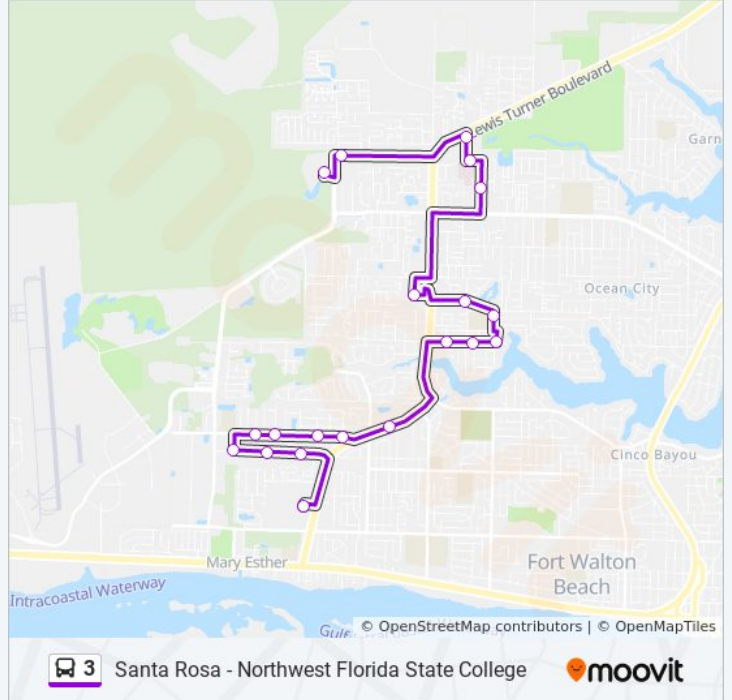 Lewis Turner Boulevard
Garn
Ocean City
Cinco Bayou
Mary Esther
Fort Walton
Beach
Intracoastal Waterway
© OpenStreetMap contributors | © OpenMapTiles
3 Santa Rosa - Northwest Florida State College
moovit